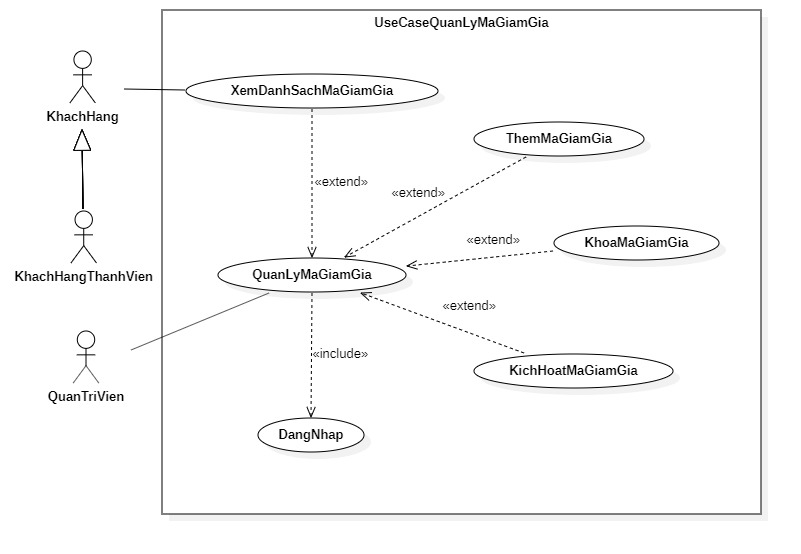 UseCaseQuanLyMaGiamGia
XemDanhSachMaGiamGia
KhachHang
ThemMaGiamGia
«extend»
«extend»
KhoaMaGiamGia
«extend»
QuanLyMaGiamGia
KhachHangThanhVien
«extend»
«include»
KichHoatMaGiamGia
QuanTriVien
DangNhap